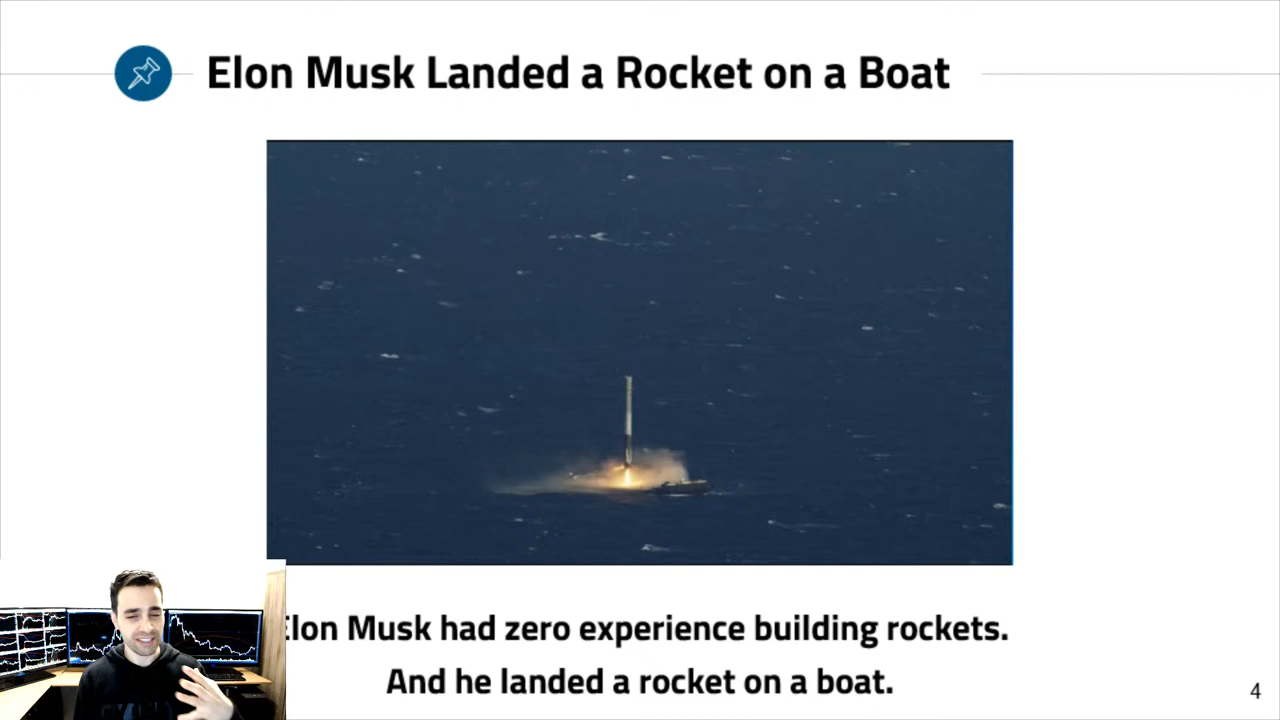 Elon Musk Landed a Rocket on a Boat
Elon Musk had zero experience building rockets.
And he landed a rocket on a boat.
4